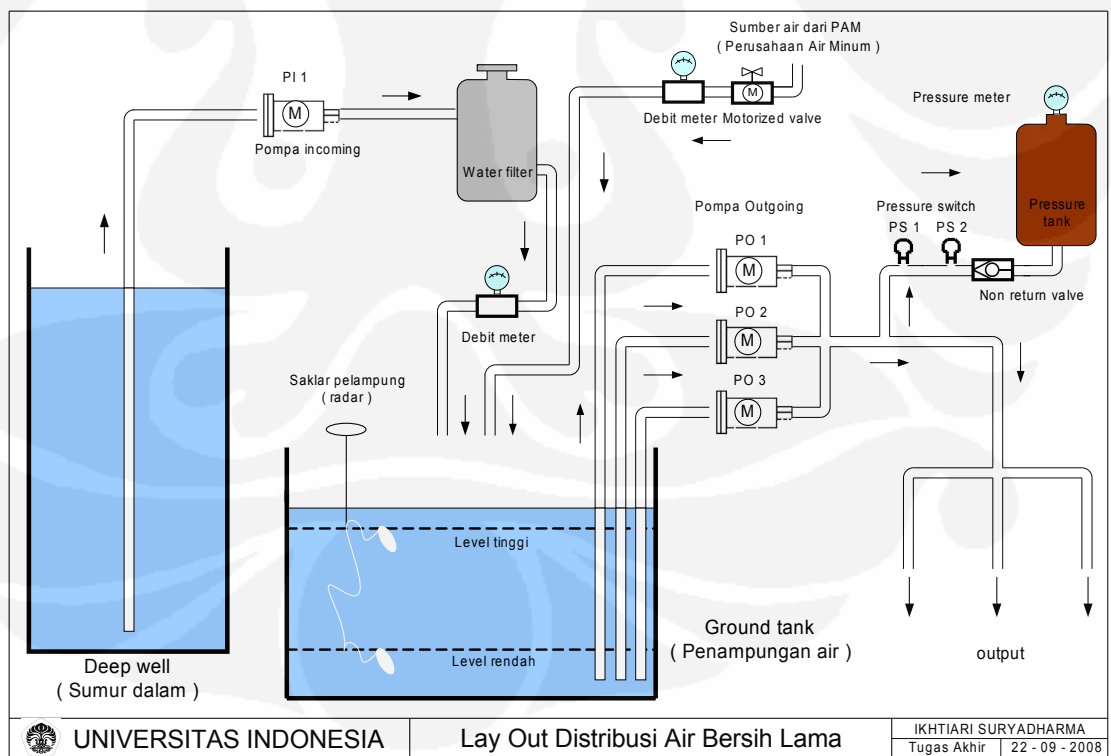 Sumber air dari PAM
( Perusahaan Air Minum )
PI 1
M
Pompa incoming
Debit meter
Motorized valve
M
Pressure meter
Water filter
Pressure
tank
Pompa Outgoing
Pressure switch
PS 1
PS 2
Non return valve
PO 1
M
PO 2
M
PO 3
M
Debit meter
Saklar pelampung
( radar )
Level tinggi
Level rendah
Ground tank
( Penampungan air )
output
Deep well
( Sumur dalam )
UNIVERSITAS INDONESIA
Lay Out Distribusi Air Bersih Lama
IKHTIARI SURYADHARMA
Tugas Akhir
22 - 09 - 2008